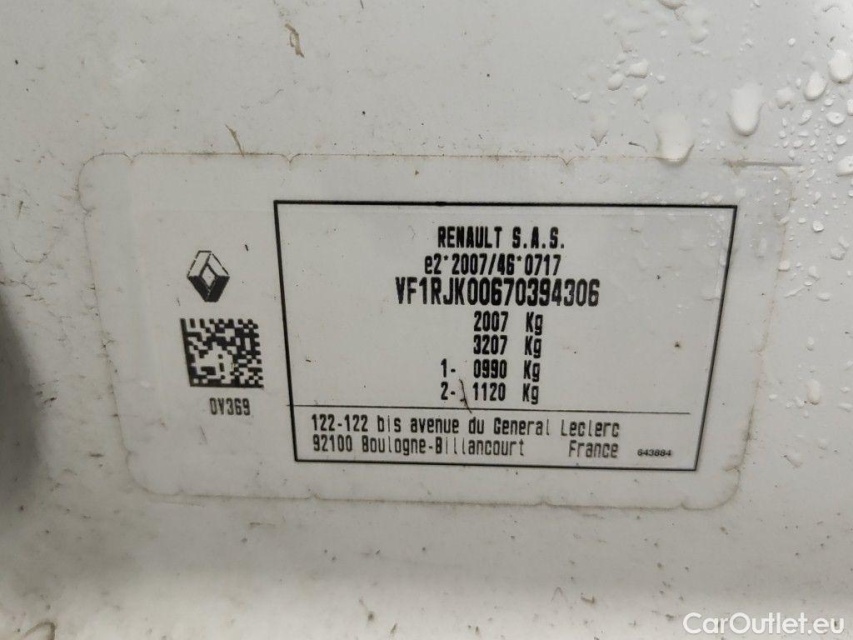 RENAULT S.A.S.
e2*2007/46*0717
VF1RJK00670394306
2007 Kg
3207 Kg
1- 0990 Kg
2- 1120 Kg
0V369
122-122 bis avenue du General Leclerc
92100 Boulogne-Billancourt France
643884
CarOutlet.eu